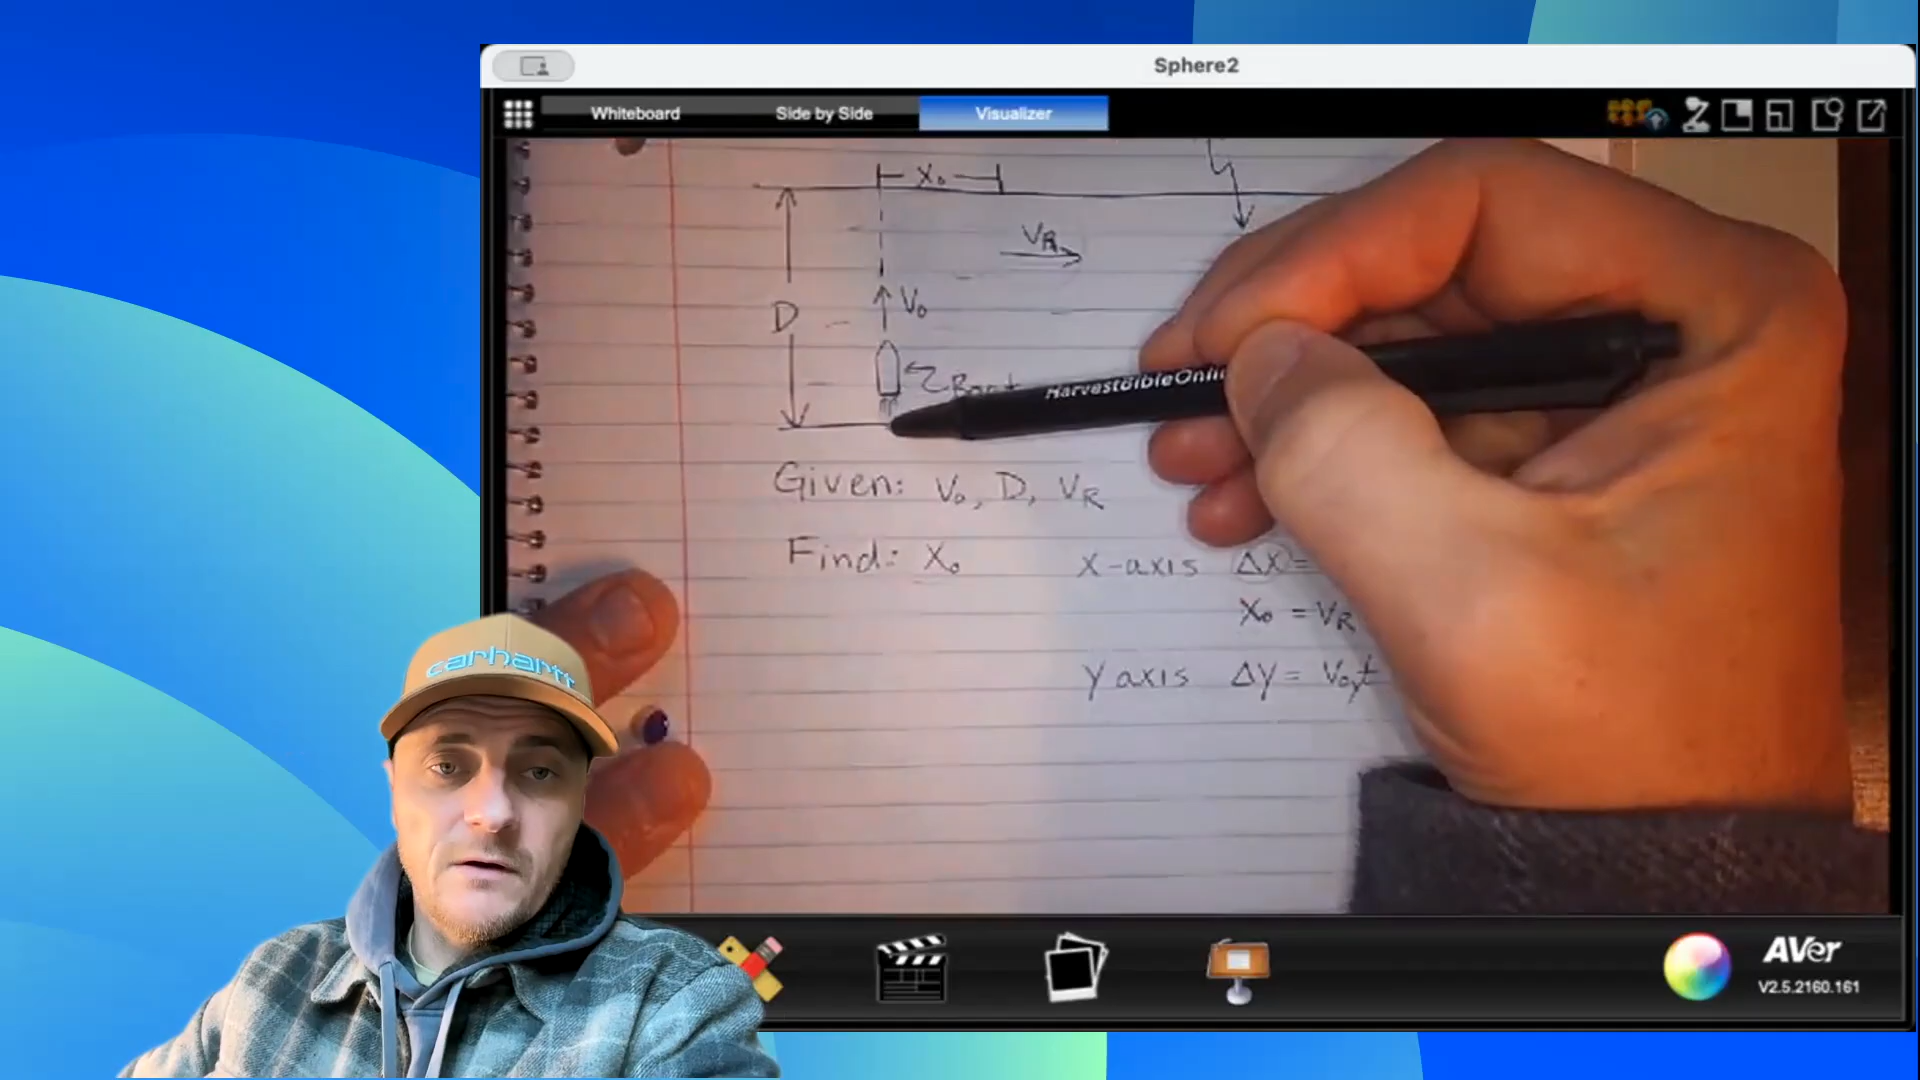 Sphere2
Whiteboard Side by Side Visualizer
X₀
V_R
V₀
D
HarvestBibleOnli
Given: V₀, D, V_R
Find: X₀
X-axis ΔX=
X₀ = V_R
y axis Δy = V₀yt
carhartt
AVer
V2.5.2160.161